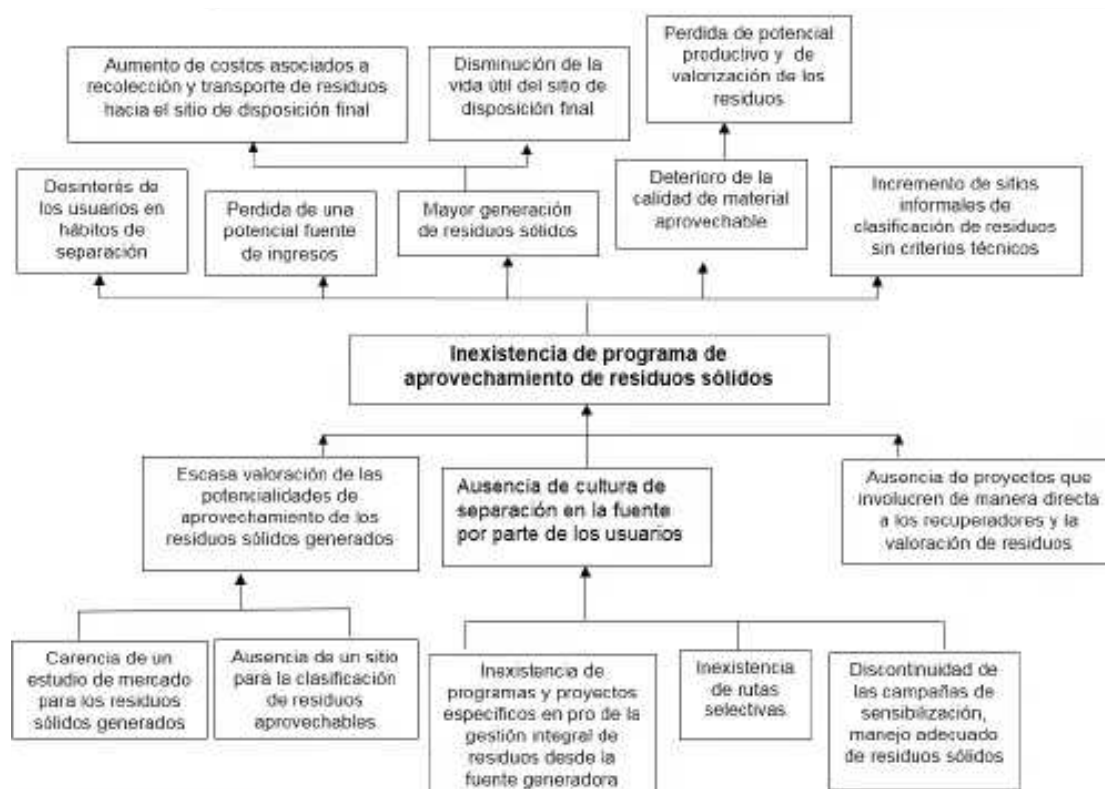 Aumento de costos asociados a
recolección y transporte de residuos
hacia el sitio de disposición final
Disminución de la
vida útil del sitio de
disposición final
Perdida de potencial
productivo y de
valorización de los
residuos
Desinterés de
los usuarios en
hábitos de
separación
Perdida de una
potencial fuente
de ingresos
Mayor generación
de residuos sólidos
Deterioro de la
calidad de material
aprovechable
Incremento de sitios
informales de
clasificación de residuos
sin criterios técnicos
Inexistencia de programa de
aprovechamiento de residuos sólidos
Escasa valoración de las
potencialidades de
aprovechamiento de los
residuos sólidos generados
Ausencia de cultura de
separación en la fuente
por parte de los usuarios
Ausencia de proyectos que
involucren de manera directa
a los recuperadores y la
valoración de residuos
Carencia de un
estudio de mercado
para los residuos
sólidos generados
Ausencia de un sitio
para la clasificación
de residuos
aprovechables
Inexistencia de
programas y proyectos
específicos en pro de la
gestión integral de
residuos desde la
fuente generadora
Inexistencia
de rutas
selectivas
Discontinuidad de
las campañas de
sensibilización,
manejo adecuado
de residuos sólidos